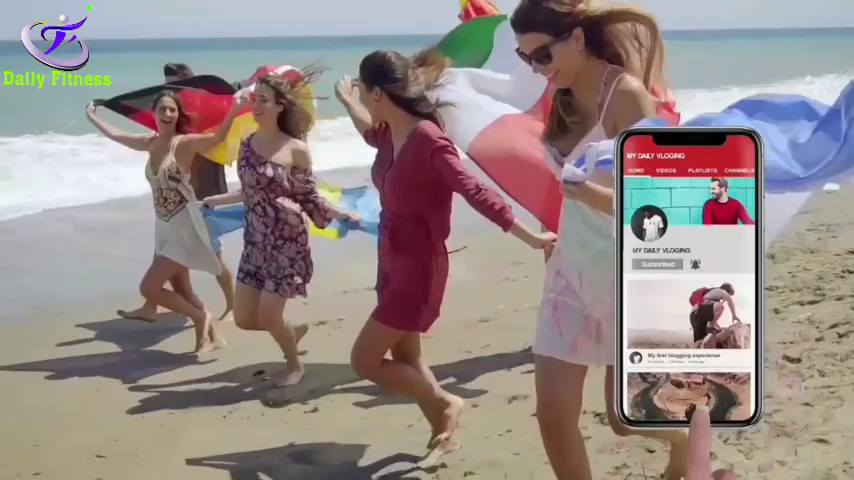 Daily Fitness
MY DAILY VLOGING
HOME VIDEOS PLAYLISTS CHANNELS
MY DAILY VLOGING
Subscribed
My first blogging experience